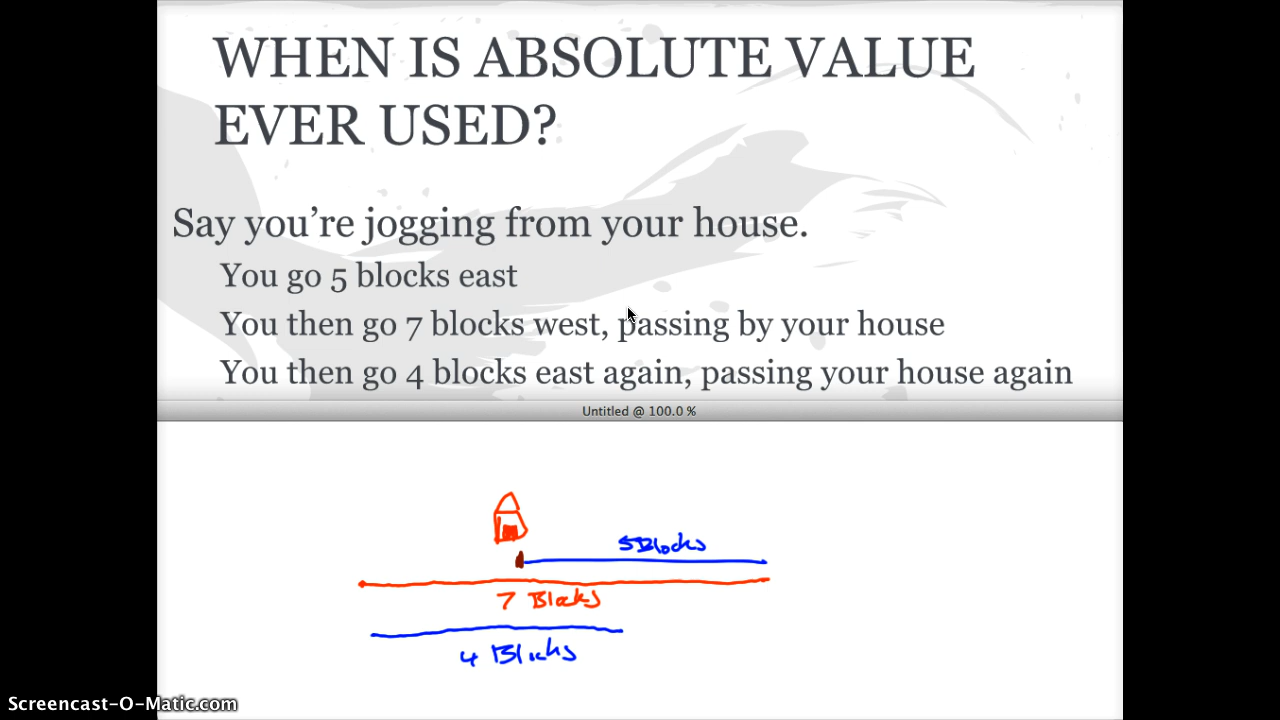 WHEN IS ABSOLUTE VALUE
EVER USED?
Say you're jogging from your house.
You go 5 blocks east
You then go 7 blocks west, passing by your house
You then go 4 blocks east again, passing your house again
Untitled @ 100.0 %
5Blocks
7 Blocks
4 Blocks
Screencast-O-Matic.com